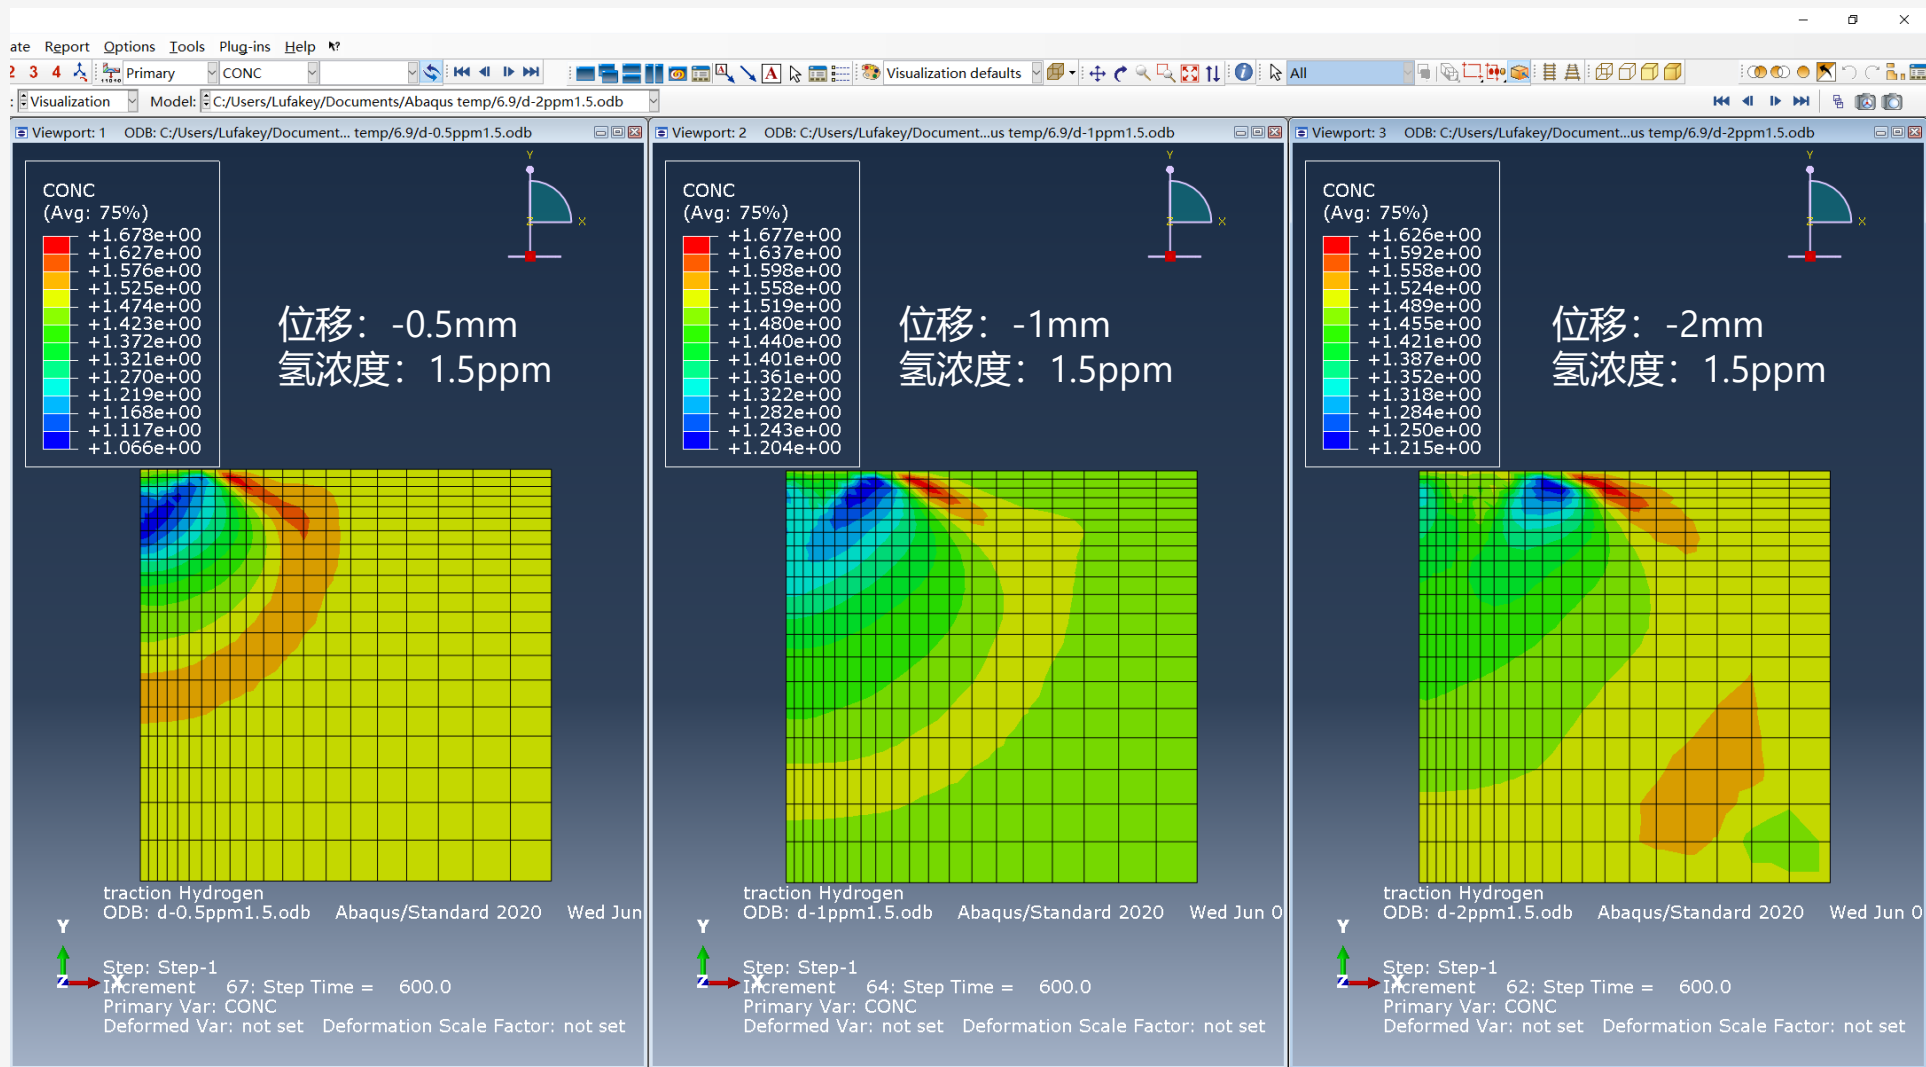 ate Report Options Tools Plug-ins Help
2 3 4 Primary CONC Visualization defaults All
Visualization Model: C:/Users/Lufakey/Documents/Abaqus temp/6.9/d-2ppm1.5.odb
Viewport: 1 ODB: C:/Users/Lufakey/Document... temp/6.9/d-0.5ppm1.5.odb
CONC
(Avg: 75%)
+1.678e+00
+1.627e+00
+1.576e+00
+1.525e+00
+1.474e+00
+1.423e+00
+1.372e+00
+1.321e+00
+1.270e+00
+1.219e+00
+1.168e+00
+1.117e+00
+1.066e+00
Y
X
Z
位移：-0.5mm
氢浓度：1.5ppm
traction Hydrogen
ODB: d-0.5ppm1.5.odb Abaqus/Standard 2020 Wed Jun
Y
Z X
Step: Step-1
Increment 67: Step Time = 600.0
Primary Var: CONC
Deformed Var: not set Deformation Scale Factor: not set
Viewport: 2 ODB: C:/Users/Lufakey/Document...us temp/6.9/d-1ppm1.5.odb
CONC
(Avg: 75%)
+1.677e+00
+1.637e+00
+1.598e+00
+1.558e+00
+1.519e+00
+1.480e+00
+1.440e+00
+1.401e+00
+1.361e+00
+1.322e+00
+1.282e+00
+1.243e+00
+1.204e+00
Y
X
Z
位移：-1mm
氢浓度：1.5ppm
traction Hydrogen
ODB: d-1ppm1.5.odb Abaqus/Standard 2020 Wed Jun 0
Y
Z X
Step: Step-1
Increment 64: Step Time = 600.0
Primary Var: CONC
Deformed Var: not set Deformation Scale Factor: not set
Viewport: 3 ODB: C:/Users/Lufakey/Document...us temp/6.9/d-2ppm1.5.odb
CONC
(Avg: 75%)
+1.626e+00
+1.592e+00
+1.558e+00
+1.524e+00
+1.489e+00
+1.455e+00
+1.421e+00
+1.387e+00
+1.352e+00
+1.318e+00
+1.284e+00
+1.250e+00
+1.215e+00
Y
X
Z
位移：-2mm
氢浓度：1.5ppm
traction Hydrogen
ODB: d-2ppm1.5.odb Abaqus/Standard 2020 Wed Jun 0
Y
Z X
Step: Step-1
Increment 62: Step Time = 600.0
Primary Var: CONC
Deformed Var: not set Deformation Scale Factor: not set